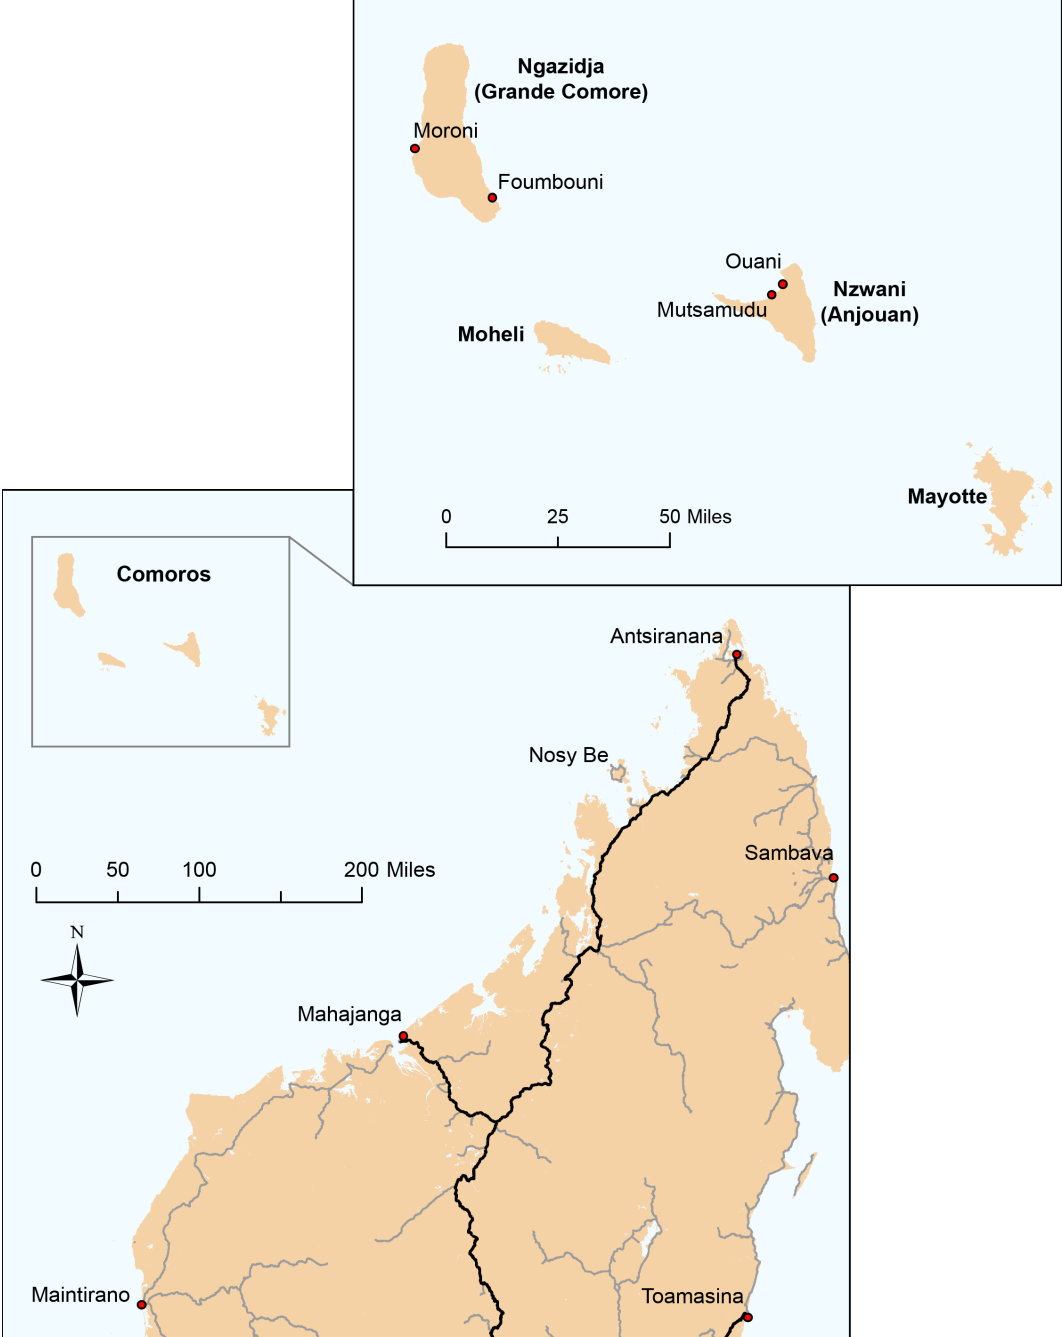 Ngazidja
(Grande Comore)
Moroni
Foumbouni
Ouani
Nzwani
(Anjouan)
Mutsamudu
Moheli
Mayotte
0 25 50 Miles
Comoros
Antsiranana
Nosy Be
Sambava
0 50 100 200 Miles
N
Mahajanga
Maintirano
Toamasina